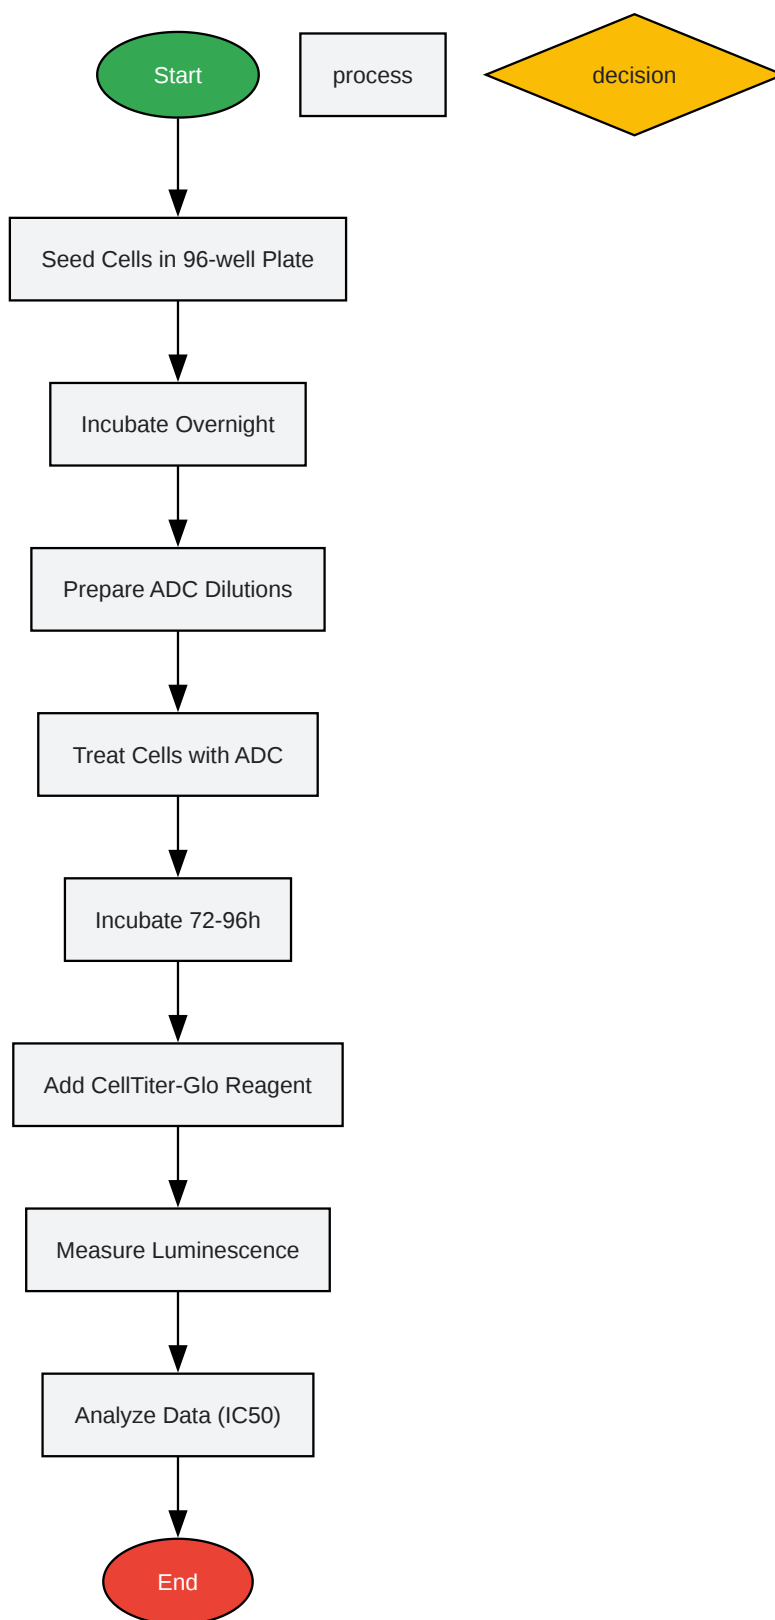 Start
process
decision
Seed Cells in 96-well Plate
Incubate Overnight
Prepare ADC Dilutions
Treat Cells with ADC
Incubate 72-96h
Add CellTiter-Glo Reagent
Measure Luminescence
Analyze Data (IC50)
End